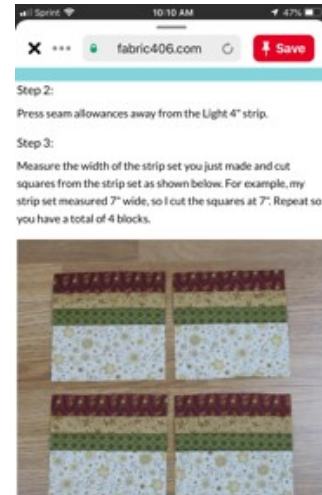 Sprint 10:10 AM 47%
fabric406.com Save
Step 2:
Press seam allowances away from the Light 4" strip.
Step 3:
Measure the width of the strip set you just made and cut
squares from the strip set as shown below. For example, my
strip set measured 7" wide, so I cut the squares at 7". Repeat so
you have a total of 4 blocks.